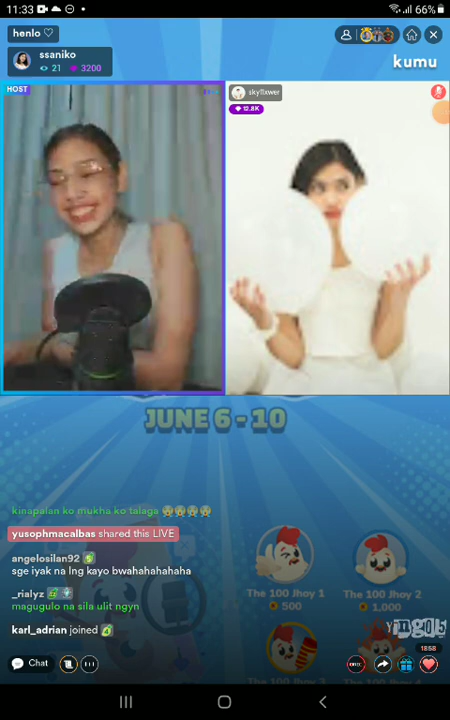 11:33
66%
henlo ♡
ssaniko
21 3200
kumu
HOST
12.8K
JUNE 6 - 10
kinapalan ko mukha ko talaga 😭😭😭😭
yusophmacalbas shared this LIVE
angelosilan92
sge iyak na lng kayo bwahahahahaha
_rialyz
magugulo na sila ulit ngyn
karl_adrian joined
The 100 Jhoy 1
500
The 100 Jhoy 2
1,000
1858
Chat